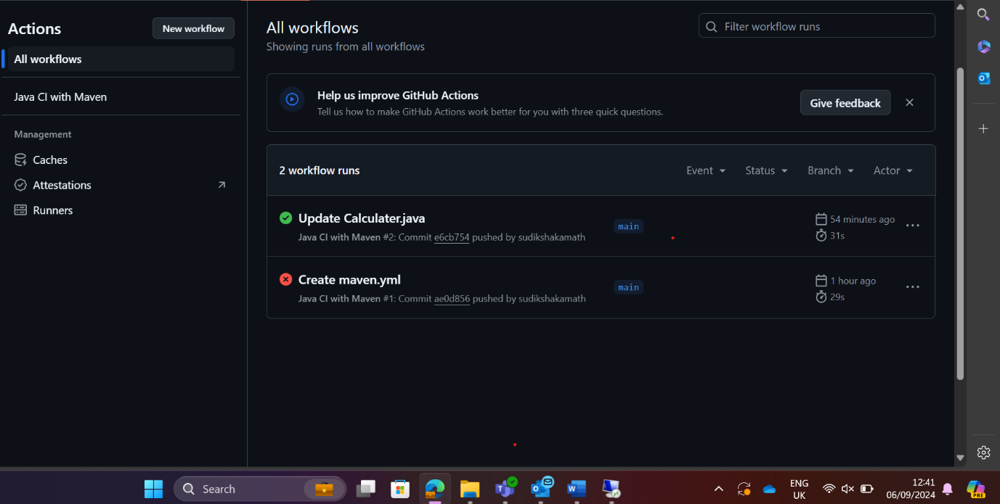 Actions
New workflow
All workflows
Java CI with Maven
Management
Caches
Attestations
Runners
All workflows
Showing runs from all workflows
Filter workflow runs
Help us improve GitHub Actions
Tell us how to make GitHub Actions work better for you with three quick questions.
Give feedback
2 workflow runs
Event
Status
Branch
Actor
Update Calculater.java
Java CI with Maven #2: Commit e6cb754 pushed by sudikshakamath
main
54 minutes ago
31s
Create maven.yml
Java CI with Maven #1: Commit ae0d856 pushed by sudikshakamath
main
1 hour ago
29s
Search
ENG
UK
12:41
06/09/2024
PRE